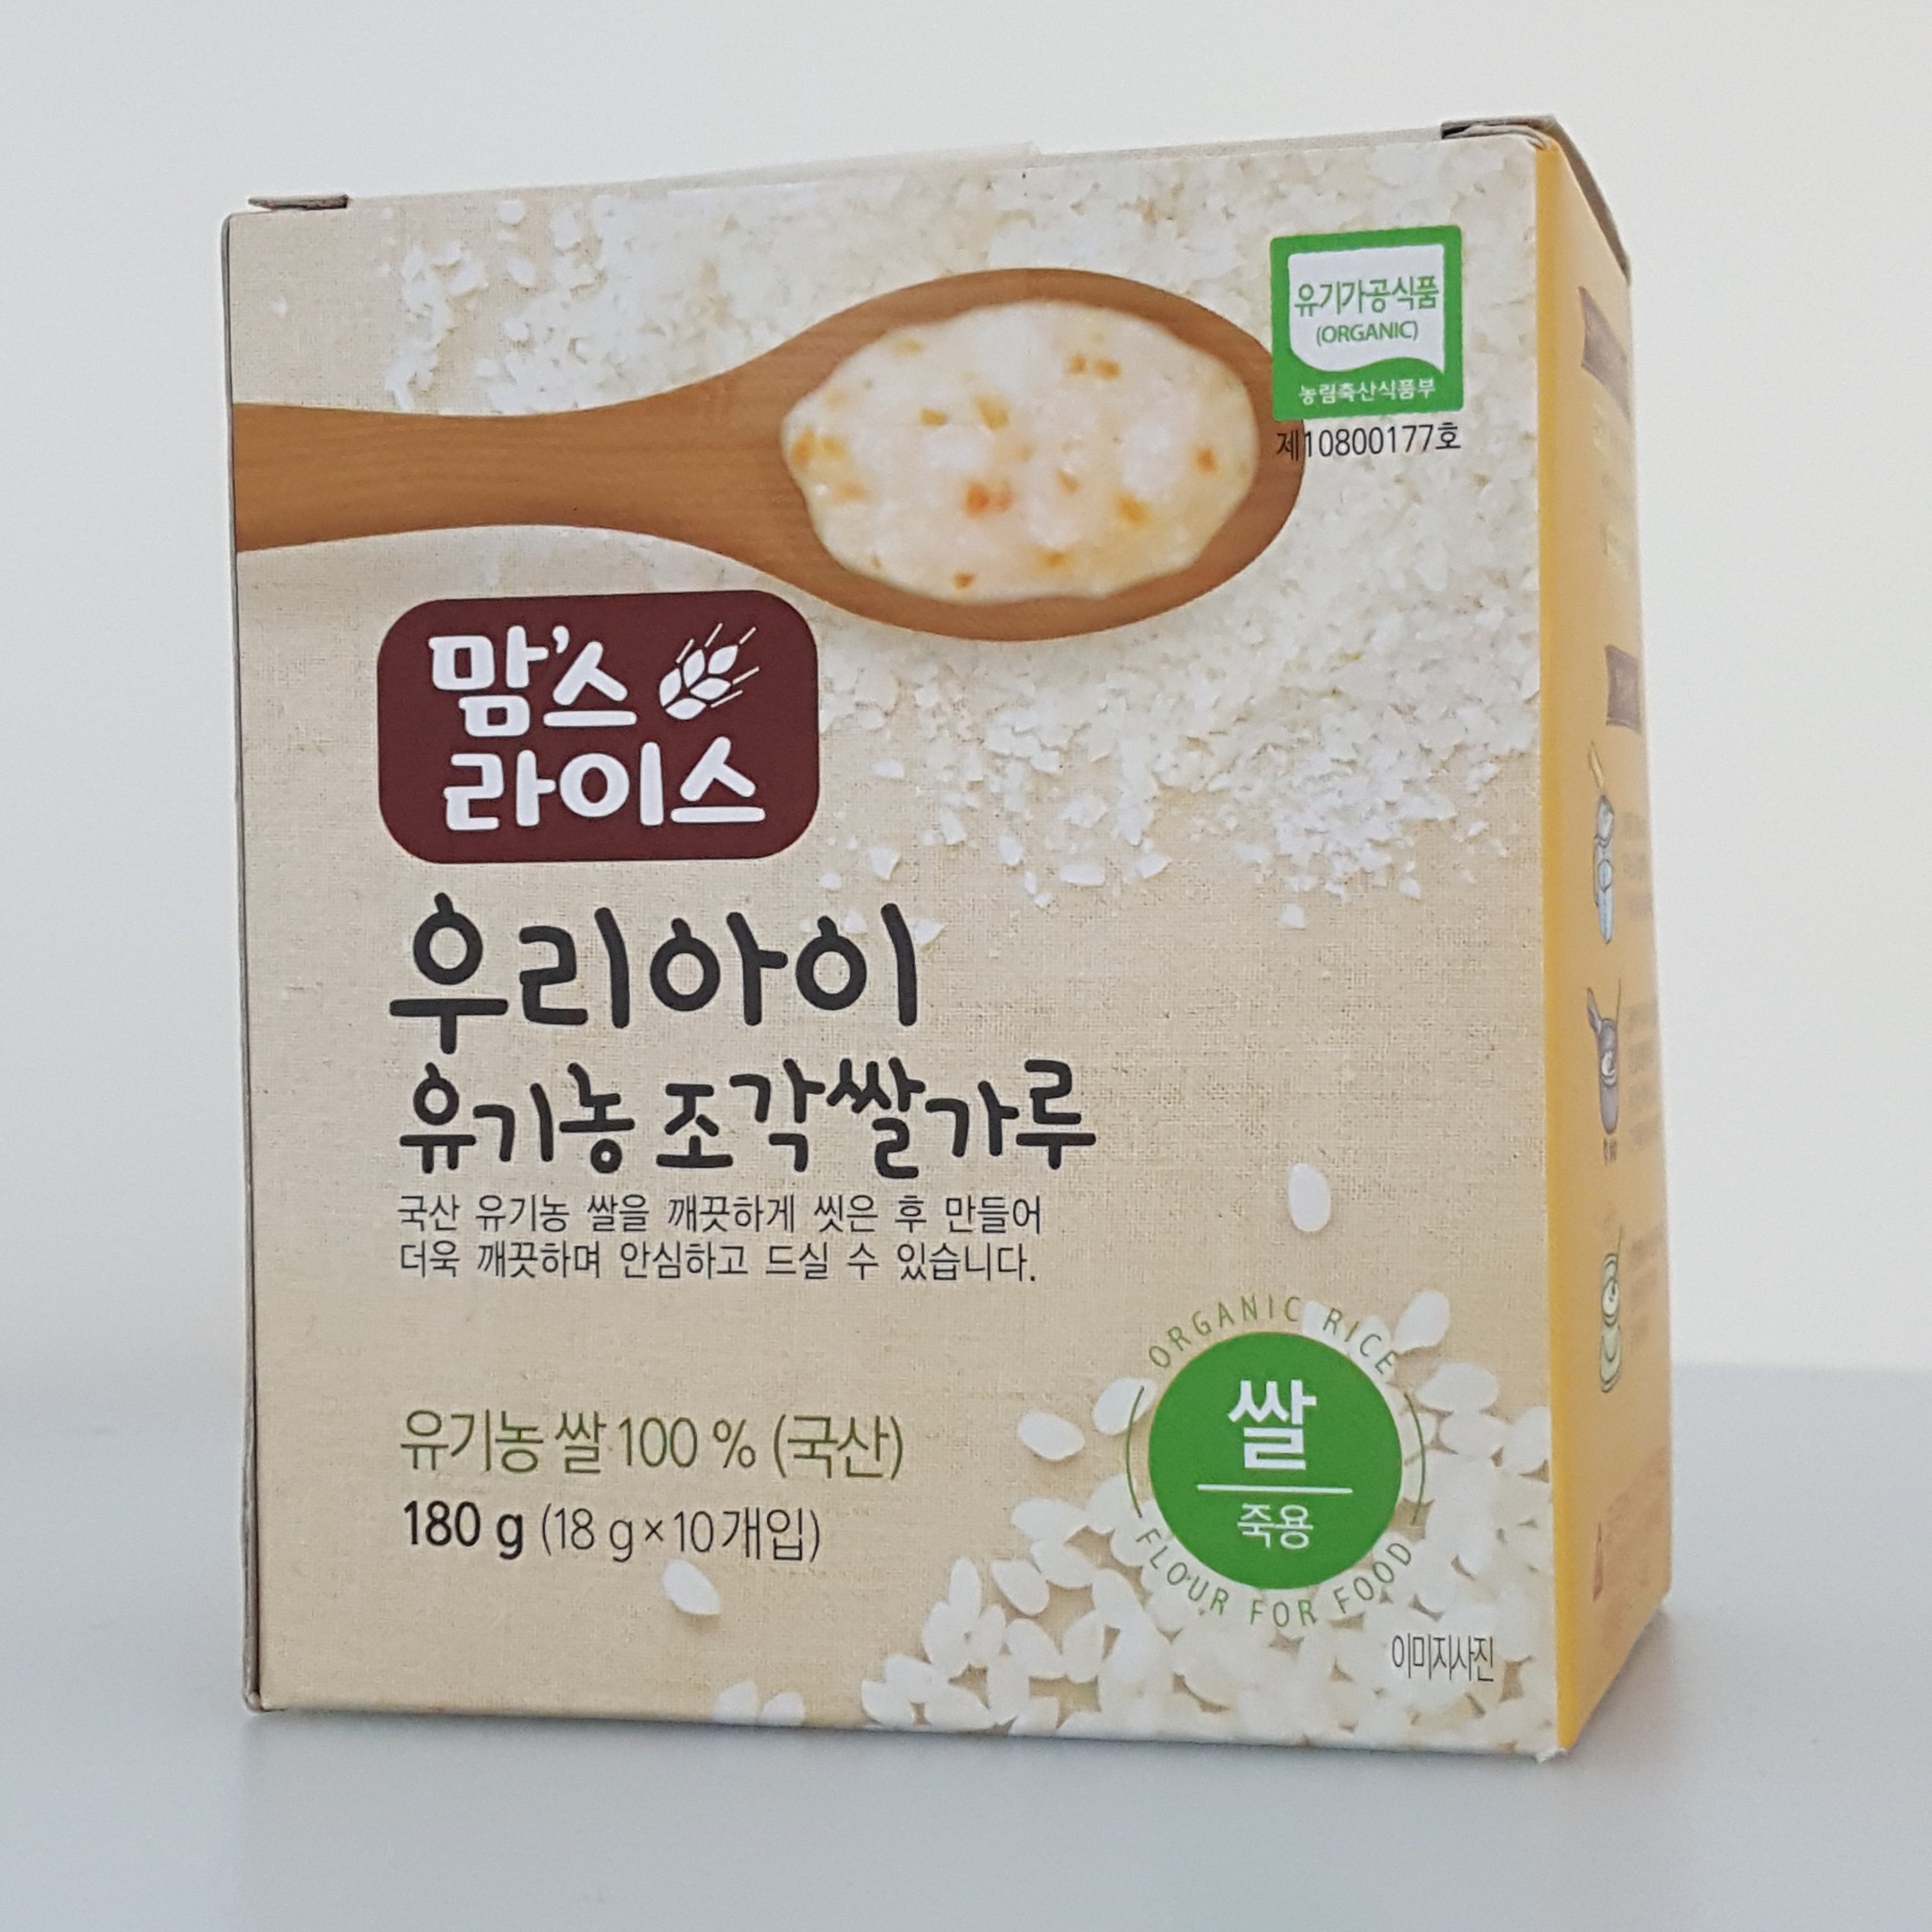 유기가공식품
(ORGANIC)
농림축산식품부
제10800177호
맘's스
라이스
우리아이
유기농 조각쌀가루
국산 유기농 쌀을 깨끗하게 씻은 후 만들어
더욱 깨끗하며 안심하고 드실 수 있습니다.
유기농 쌀 100 % (국산)
180 g (18 g×10개입)
ORGANIC RICE
쌀
죽용
FLOUR FOR FOOD
이미지사진